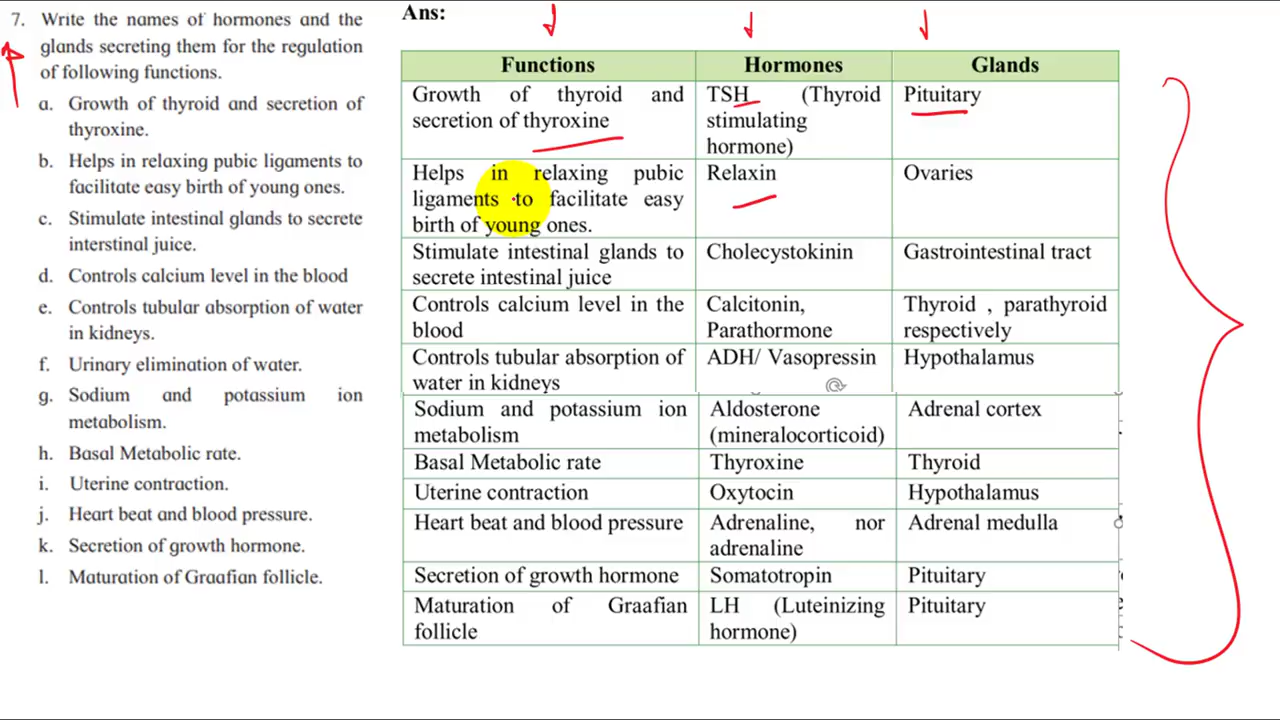 7. Write the names of hormones and the
glands secreting them for the regulation
of following functions.
a. Growth of thyroid and secretion of
thyroxine.
b. Helps in relaxing pubic ligaments to
facilitate easy birth of young ones.
c. Stimulate intestinal glands to secrete
interstinal juice.
d. Controls calcium level in the blood
e. Controls tubular absorption of water
in kidneys.
f. Urinary elimination of water.
g. Sodium and potassium ion
metabolism.
h. Basal Metabolic rate.
i. Uterine contraction.
j. Heart beat and blood pressure.
k. Secretion of growth hormone.
l. Maturation of Graafian follicle.
Ans:
Functions Hormones Glands
Growth of thyroid and TSH (Thyroid Pituitary
secretion of thyroxine stimulating
hormone)
Helps in relaxing pubic Relaxin Ovaries
ligaments to facilitate easy
birth of young ones.
Stimulate intestinal glands to Cholecystokinin Gastrointestinal tract
secrete intestinal juice
Controls calcium level in the Calcitonin, Thyroid , parathyroid
blood Parathormone respectively
Controls tubular absorption of ADH/ Vasopressin Hypothalamus
water in kidneys
Sodium and potassium ion Aldosterone Adrenal cortex
metabolism (mineralocorticoid)
Basal Metabolic rate Thyroxine Thyroid
Uterine contraction Oxytocin Hypothalamus
Heart beat and blood pressure Adrenaline, nor Adrenal medulla
adrenaline
Secretion of growth hormone Somatotropin Pituitary
Maturation of Graafian LH (Luteinizing Pituitary
follicle hormone)